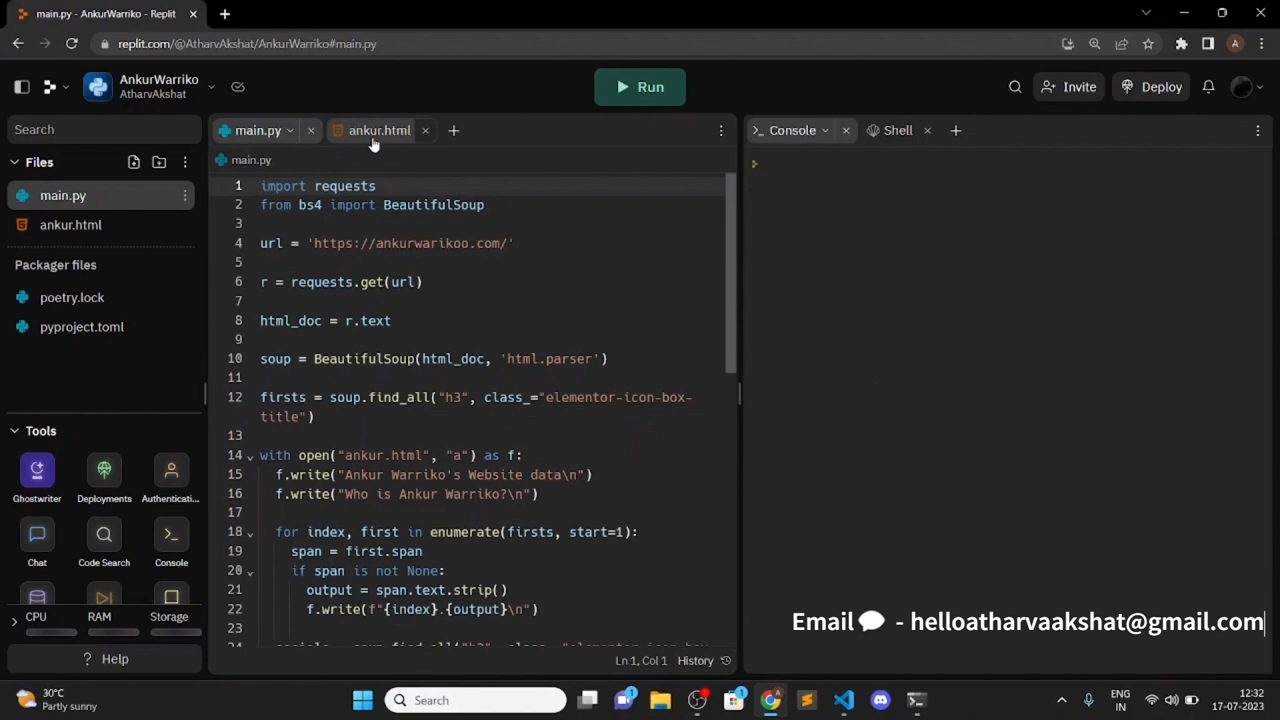 main.py - AnkurWarriko - Replit
replit.com/@AtharvAkshat/AnkurWarriko#main.py
A
AnkurWarriko
AtharvAkshat
Run
Invite
Deploy
Search
Files
main.py
ankur.html
Packager files
poetry.lock
pyproject.toml
Tools
Ghostwriter
Deployments
Authenticati...
Chat
Code Search
Console
CPU
RAM
Storage
Help
main.py
ankur.html
main.py
1 import requests
2 from bs4 import BeautifulSoup
3
4 url = 'https://ankurwarikoo.com/'
5
6 r = requests.get(url)
7
8 html_doc = r.text
9
10 soup = BeautifulSoup(html_doc, 'html.parser')
11
12 firsts = soup.find_all("h3", class_="elementor-icon-box-
title")
13
14 with open("ankur.html", "a") as f:
15 f.write("Ankur Warriko's Website data\n")
16 f.write("Who is Ankur Warriko?\n")
17
18 for index, first in enumerate(firsts, start=1):
19 span = first.span
20 if span is not None:
21 output = span.text.strip()
22 f.write(f"{index}.{output}\n")
23
Ln 1, Col 1 History
Console
Shell
Email - helloatharvaakshat@gmail.com
30°C
Partly sunny
Search
1
1
A
ENG
IN
12:32
17-07-2023